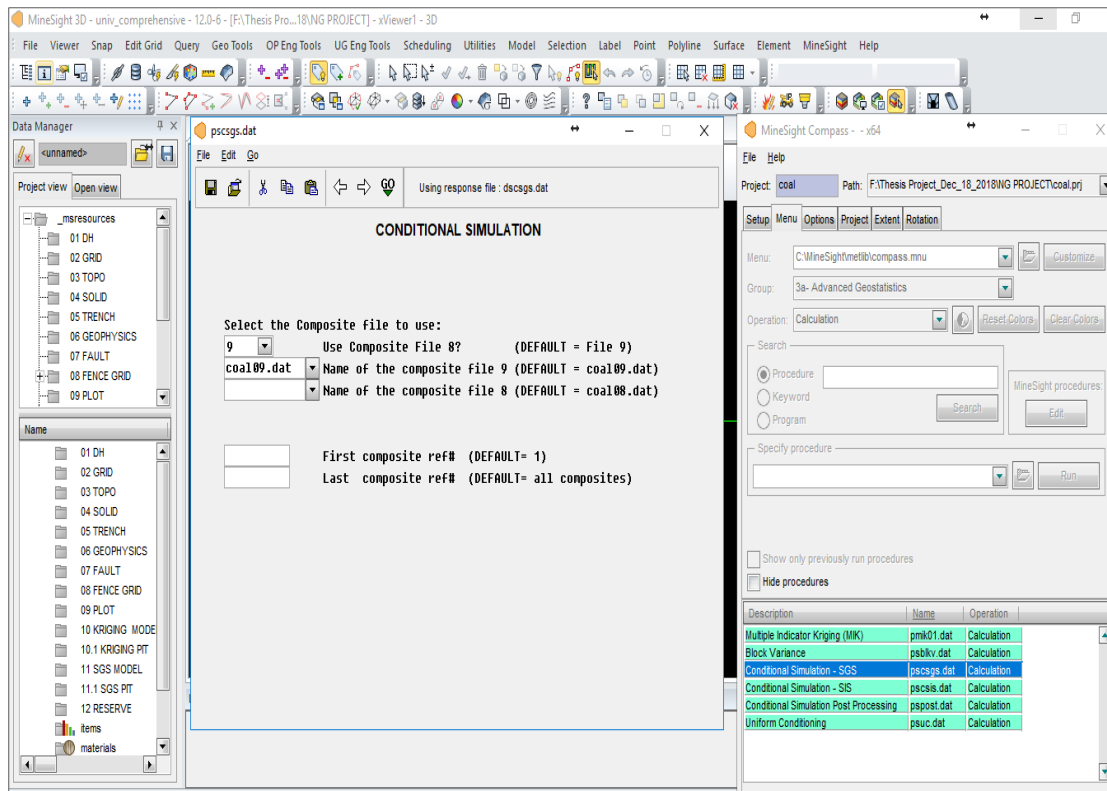 MineSight 3D - univ_comprehensive - 12.0-6 - [F:\Thesis Pro...18\NG PROJECT] - xViewer1 - 3D
File Viewer Snap Edit Grid Query Geo Tools OP Eng Tools UG Eng Tools Scheduling Utilities Model Selection Label Point Polyline Surface Element MineSight Help
Data Manager
<unnamed>
Project view Open view
_msresources
01 DH
02 GRID
03 TOPO
04 SOLID
05 TRENCH
06 GEOPHYSICS
07 FAULT
08 FENCE GRID
09 PLOT
Name
01 DH
02 GRID
03 TOPO
04 SOLID
05 TRENCH
06 GEOPHYSICS
07 FAULT
08 FENCE GRID
09 PLOT
10 KRIGING MODE
10.1 KRIGING PIT
11 SGS MODEL
11.1 SGS PIT
12 RESERVE
items
materials
pscsgs.dat
File Edit Go
GO Using response file : dscsgs.dat
CONDITIONAL SIMULATION
Select the Composite file to use:
9 Use Composite File 8? (DEFAULT = File 9)
coal09.dat Name of the composite file 9 (DEFAULT = coal09.dat)
Name of the composite file 8 (DEFAULT = coal08.dat)
First composite ref# (DEFAULT= 1)
Last composite ref# (DEFAULT= all composites)
MineSight Compass - - x64
File Help
Project: coal Path: F:\Thesis Project_Dec_18_2018\NG PROJECT\coal.prj
Setup Menu Options Project Extent Rotation
Menu: C:\MineSight\metlib\compass.mnu Customize
Group: 3a- Advanced Geostatistics
Operation: Calculation Reset Colors Clear Colors
Search
Procedure
Keyword
Program
Search
MineSight procedures:
Edit
Specify procedure
Run
Show only previously run procedures
Hide procedures
Description Name Operation
Multiple Indicator Kriging (MIK) pmik01.dat Calculation
Block Variance psblkv.dat Calculation
Conditional Simulation - SGS pscsgs.dat Calculation
Conditional Simulation - SIS pscsis.dat Calculation
Conditional Simulation Post Processing pspost.dat Calculation
Uniform Conditioning psuc.dat Calculation